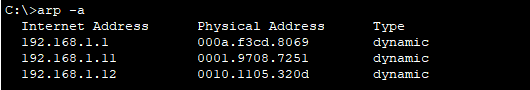 C:\>arp -a
Internet Address Physical Address Type
192.168.1.1 000a.f3cd.8069 dynamic
192.168.1.11 0001.9708.7251 dynamic
192.168.1.12 0010.1105.320d dynamic